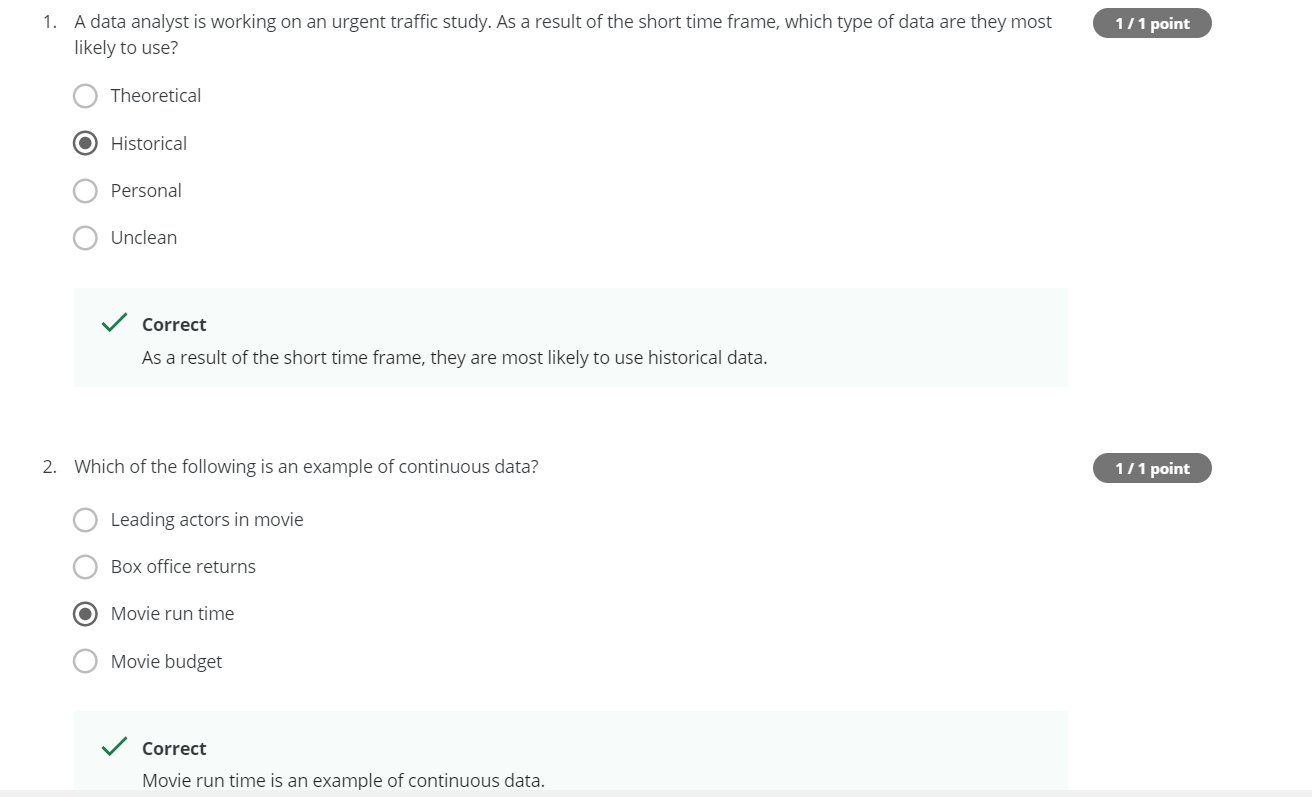 1. A data analyst is working on an urgent traffic study. As a result of the short time frame, which type of data are they most
likely to use?
1 / 1 point
Theoretical
Historical
Personal
Unclean
Correct
As a result of the short time frame, they are most likely to use historical data.
2. Which of the following is an example of continuous data?
1 / 1 point
Leading actors in movie
Box office returns
Movie run time
Movie budget
Correct
Movie run time is an example of continuous data.